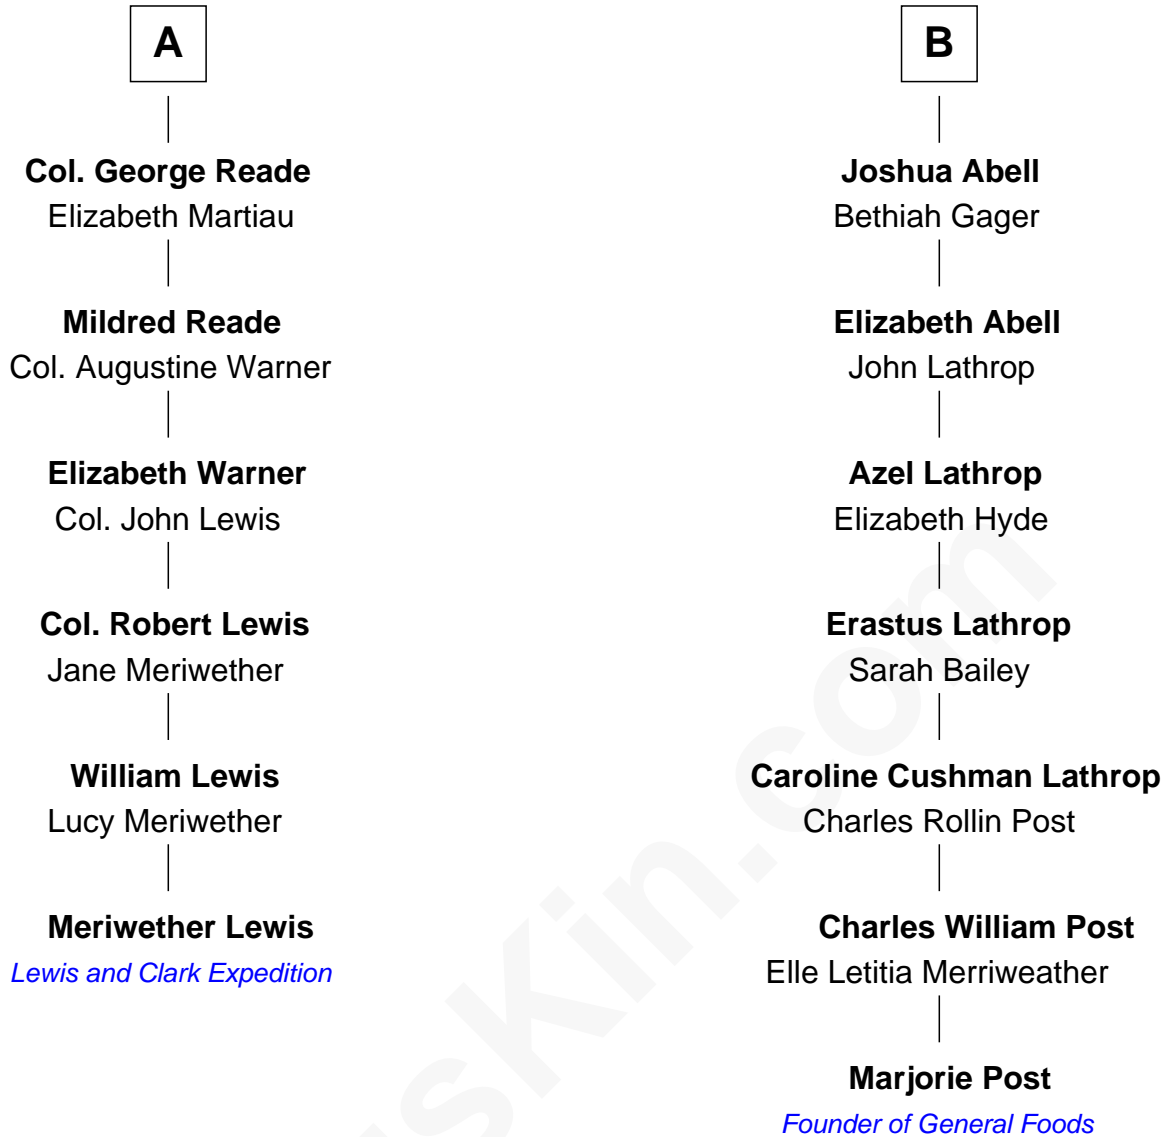 A
Col. George Reade
Elizabeth Martiau
Mildred Reade
Col. Augustine Warner
Elizabeth Warner
Col. John Lewis
Col. Robert Lewis
Jane Meriwether
William Lewis
Lucy Meriwether
Meriwether Lewis
Lewis and Clark Expedition
B
Joshua Abell
Bethiah Gager
Elizabeth Abell
John Lathrop
Azel Lathrop
Elizabeth Hyde
Erastus Lathrop
Sarah Bailey
Caroline Cushman Lathrop
Charles Rollin Post
Charles William Post
Elle Letitia Merriweather
Marjorie Post
Founder of General Foods
sKin.com